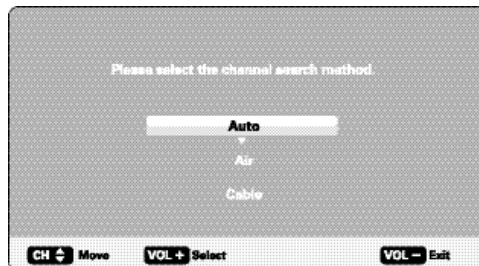 Please select the channel search method.
Auto
Air
Cable
CH Move VOL + Select VOL - Exit